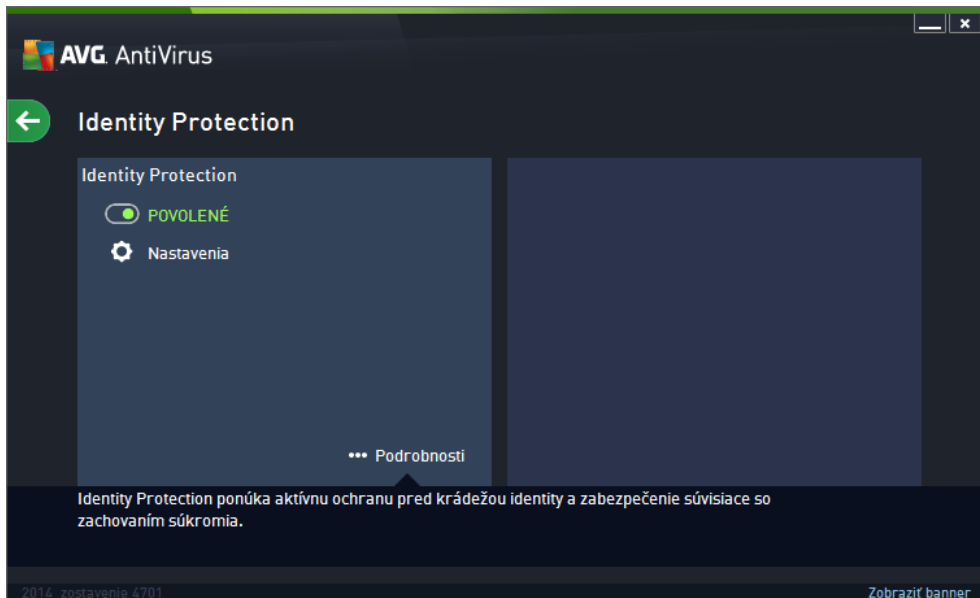 AVG. AntiVirus
Identity Protection
Identity Protection
POVOLENÉ
Nastavenia
Podrobnosti
Identity Protection ponúka aktívnu ochranu pred krádežou identity a zabezpečenie súvisiace so
zachovaním súkromia.
2014 zostavenie 4701
Zobraziť banner